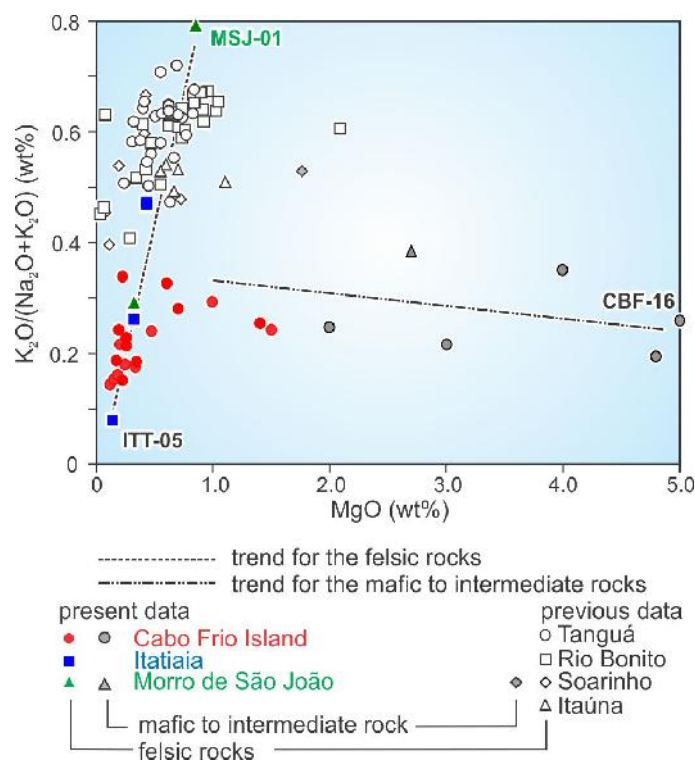 0.8
MSJ-01
0.6
K₂O/(Na₂O+K₂O) (wt%)
0.4
CBF-16
0.2
ITT-05
0
0 1.0 2.0 3.0 4.0 5.0
MgO (wt%)
trend for the felsic rocks
trend for the mafic to intermediate rocks
present data previous data
Cabo Frio Island Tanguá
Itatiaia Rio Bonito
Morro de São João Soarinho
Itaúna
mafic to intermediate rock
felsic rocks